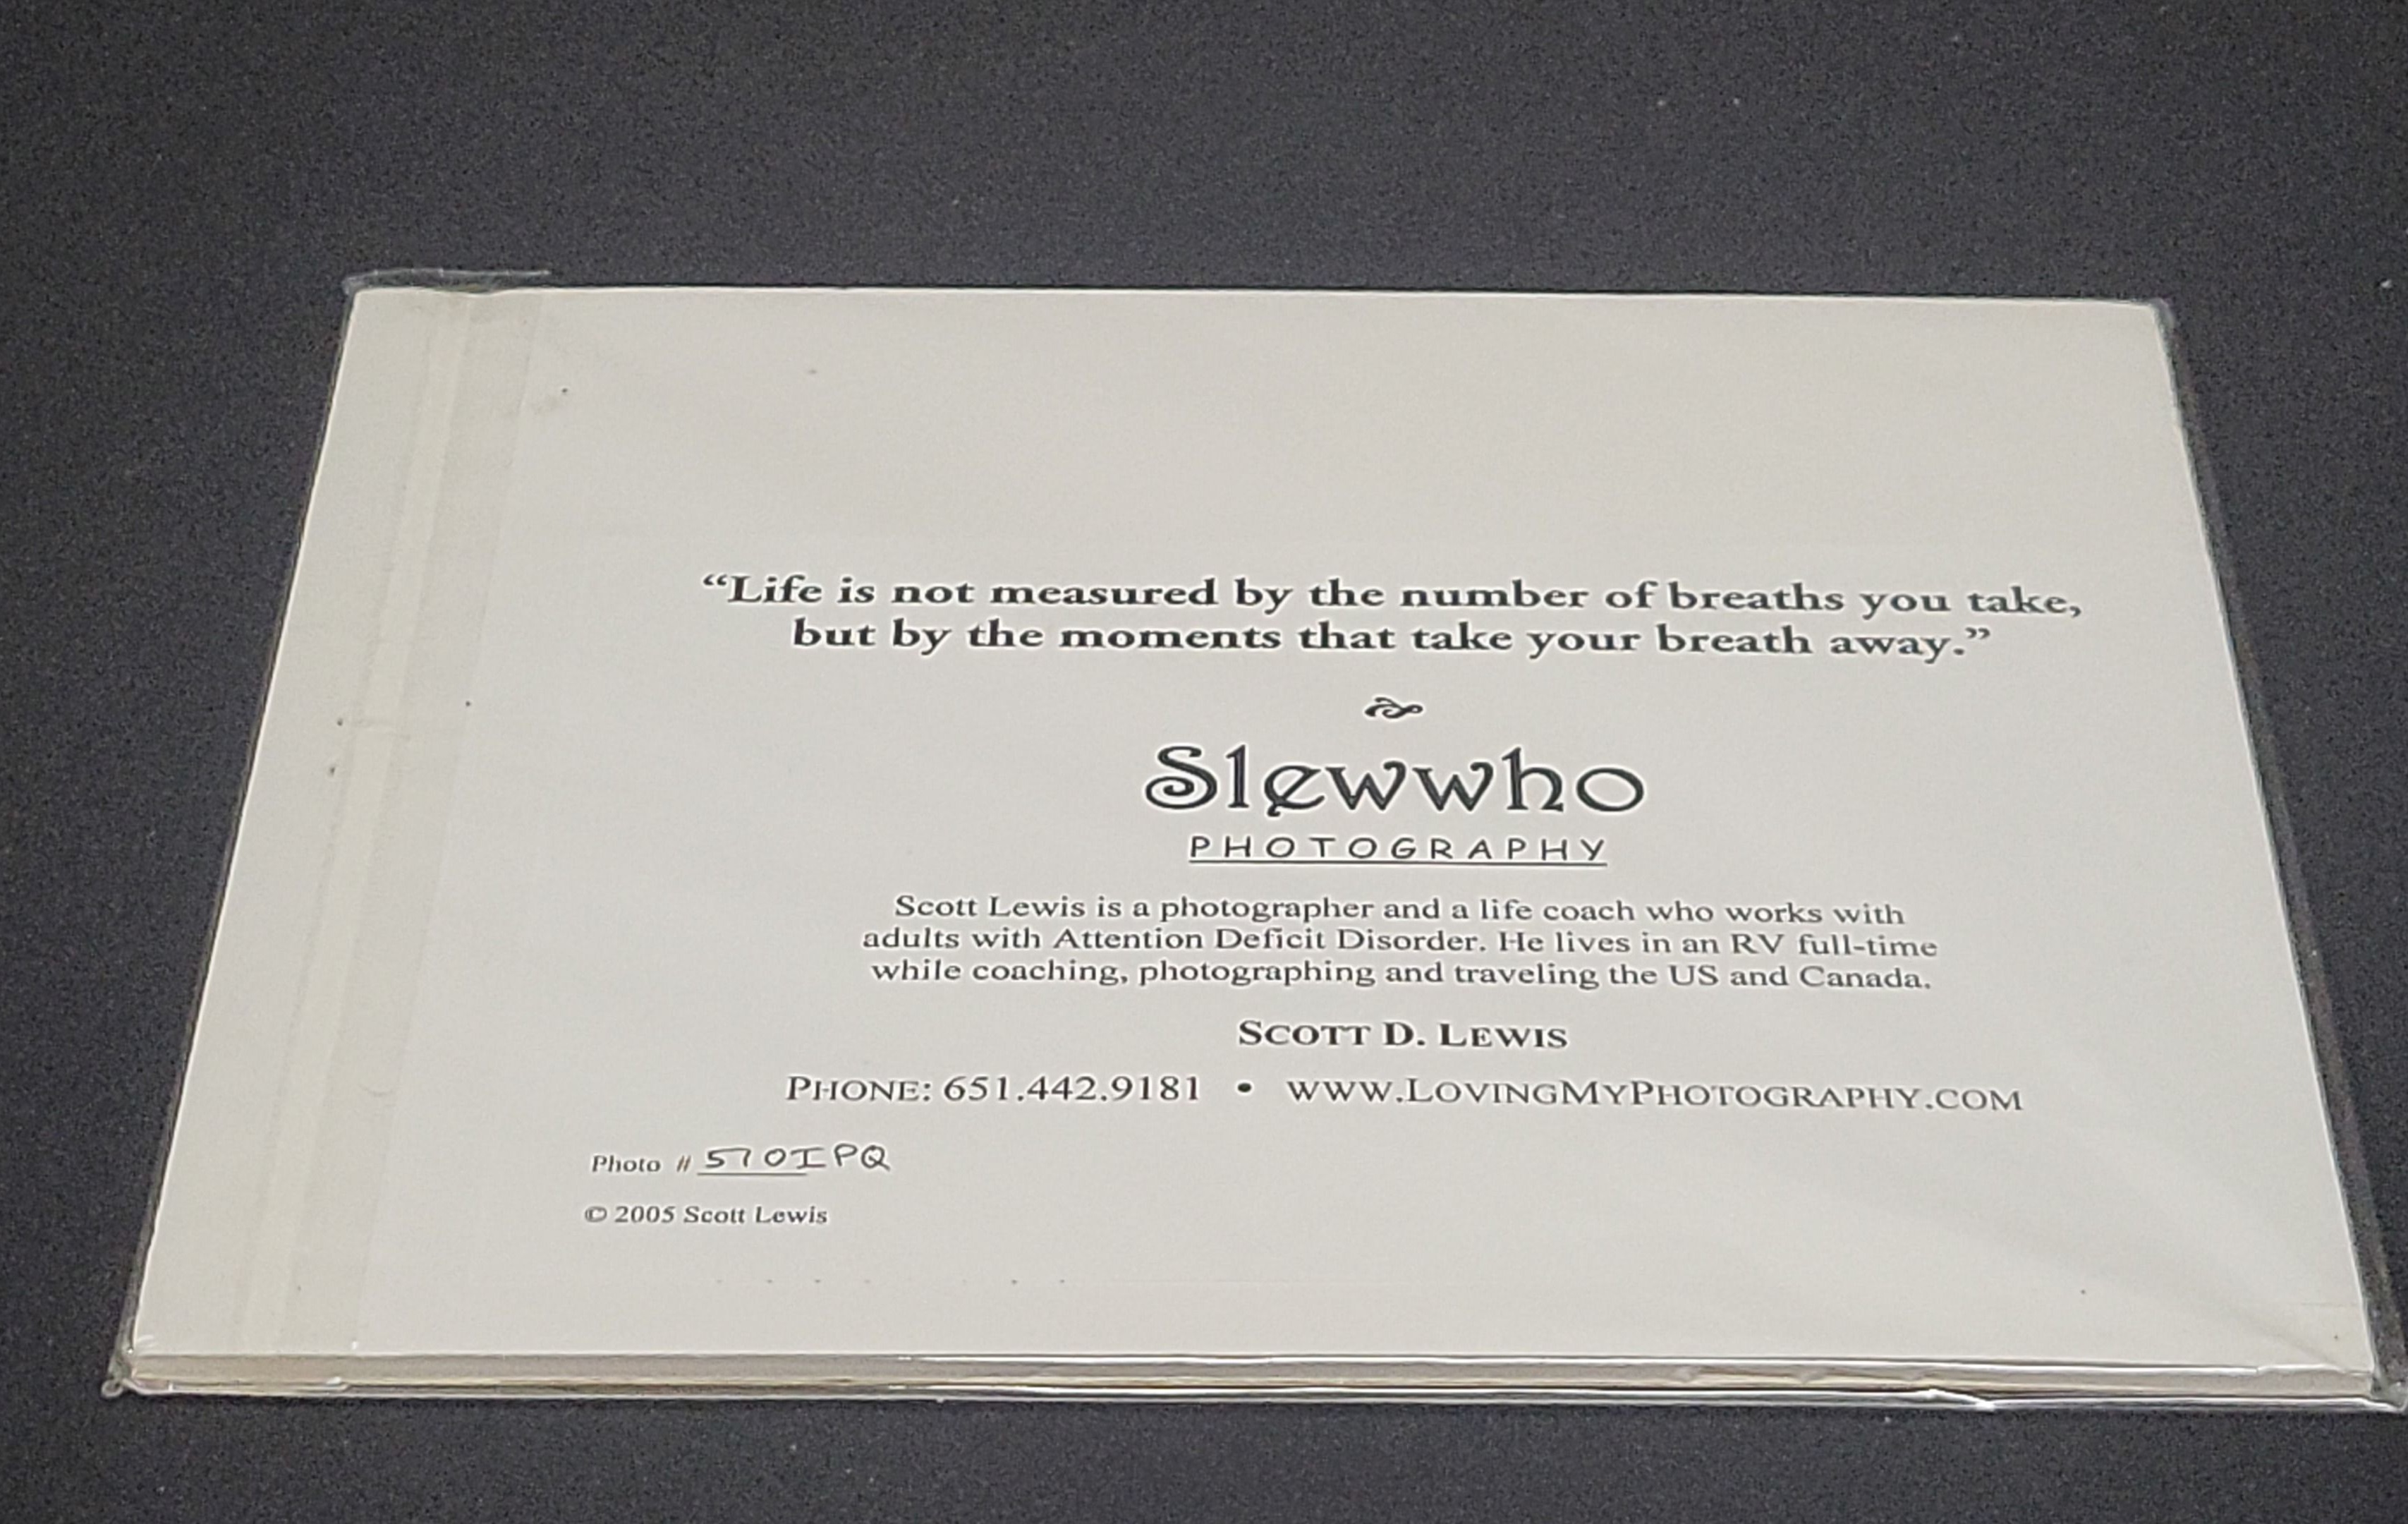 “Life is not measured by the number of breaths you take,
but by the moments that take your breath away.”
Slewwho
PHOTOGRAPHY
Scott Lewis is a photographer and a life coach who works with
adults with Attention Deficit Disorder. He lives in an RV full-time
while coaching, photographing and traveling the US and Canada.
SCOTT D. LEWIS
PHONE: 651.442.9181 • WWW.LOVINGMYPHOTOGRAPHY.COM
Photo # 570IPQ
© 2005 Scott Lewis